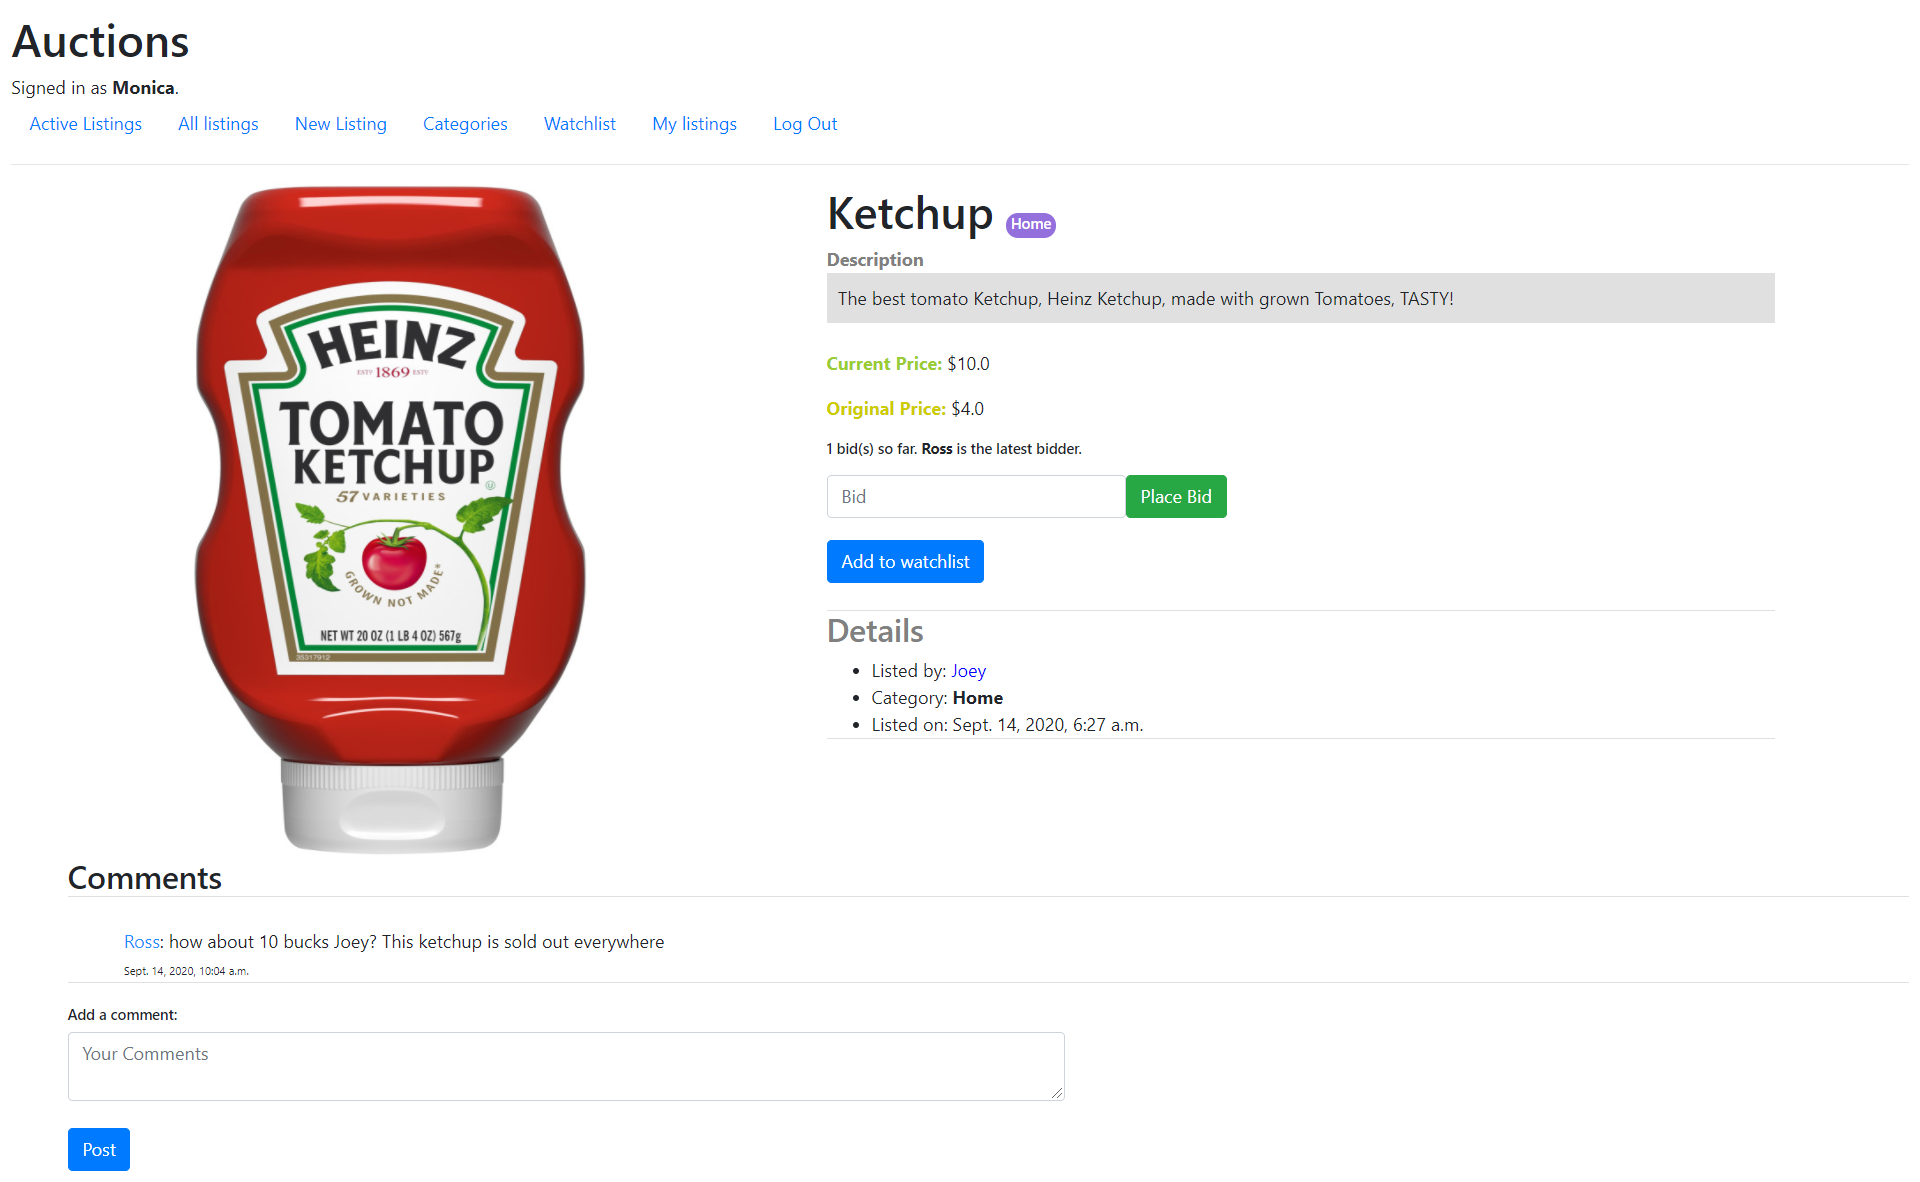 Auctions
Signed in as Monica.
Active Listings All listings New Listing Categories Watchlist My listings Log Out
HEINZ
ESTD 1869 ESTD
TOMATO
KETCHUP
57 VARIETIES
GROWN NOT MADE*
NET WT 20 OZ (1 LB 4 OZ) 567g
35317912
Ketchup Home
Description
The best tomato Ketchup, Heinz Ketchup, made with grown Tomatoes, TASTY!
Current Price: $10.0
Original Price: $4.0
1 bid(s) so far. Ross is the latest bidder.
Bid Place Bid
Add to watchlist
Details
• Listed by: Joey
• Category: Home
• Listed on: Sept. 14, 2020, 6:27 a.m.
Comments
Ross: how about 10 bucks Joey? This ketchup is sold out everywhere
Sept. 14, 2020, 10:04 a.m.
Add a comment:
Your Comments
Post